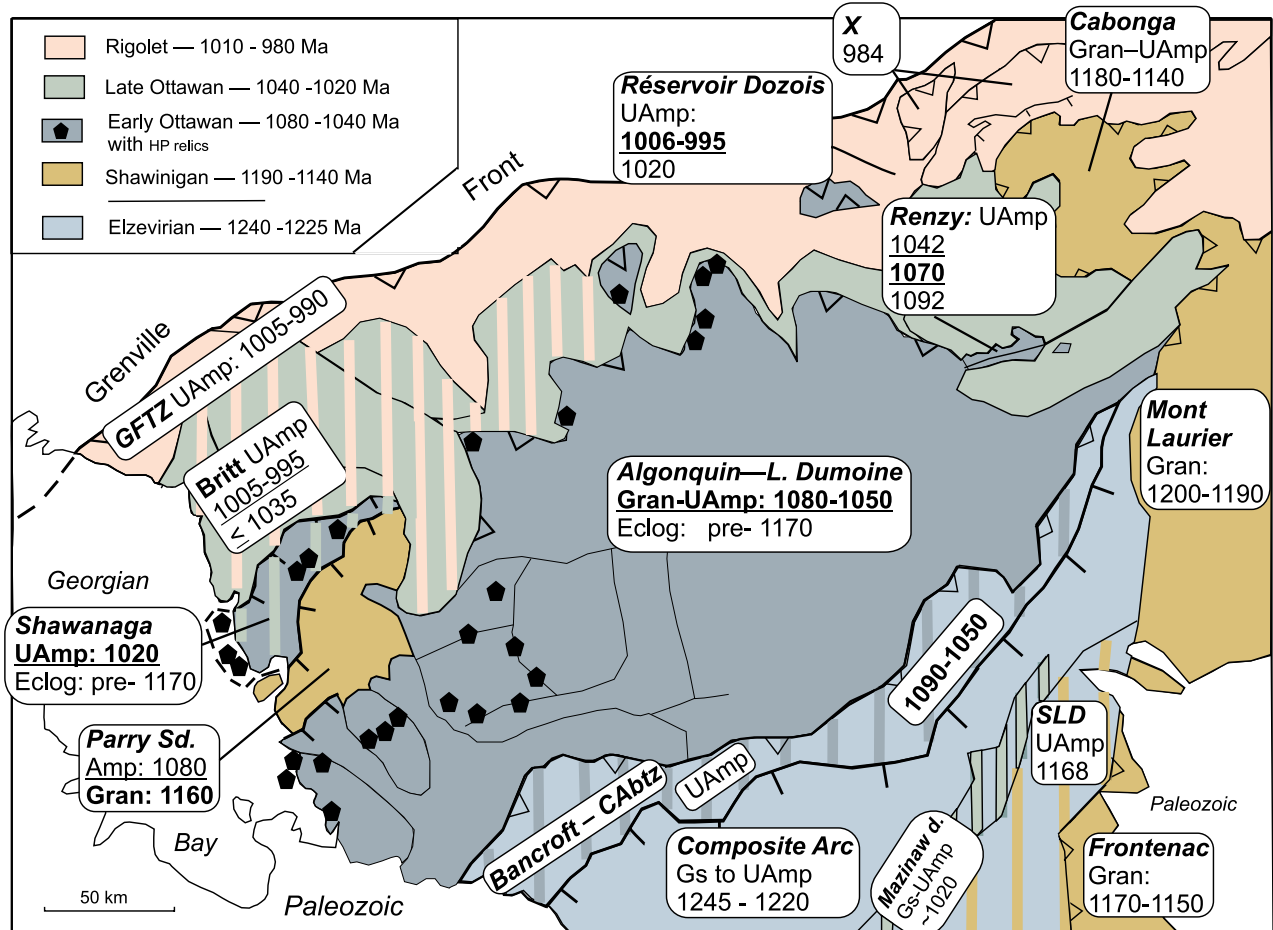 Rigolet — 1010 - 980 Ma
Late Ottawan — 1040 -1020 Ma
Early Ottawan — 1080 -1040 Ma
with HP relics
Shawinigan — 1190 -1140 Ma
Elzevirian — 1240 -1225 Ma
X
984
Cabonga
Gran–UAmp
1180-1140
Réservoir Dozois
UAmp:
1006-995
1020
Grenville
Front
Renzy: UAmp
1042
1070
1092
GFTZ UAmp: 1005-990
Britt UAmp
1005-995
< 1035
Mont
Laurier
Gran:
1200-1190
Algonquin—L. Dumoine
Gran-UAmp: 1080-1050
Eclog: pre- 1170
Georgian
Shawanaga
UAmp: 1020
Eclog: pre- 1170
1090-1050
Parry Sd.
Amp: 1080
Gran: 1160
SLD
UAmp
1168
Bay
Paleozoic
Bancroft – CAbtz
UAmp
Composite Arc
Gs to UAmp
1245 - 1220
Mazinaw d.
Gs-UAmp
~1020
Frontenac
Gran:
1170-1150
50 km
Paleozoic